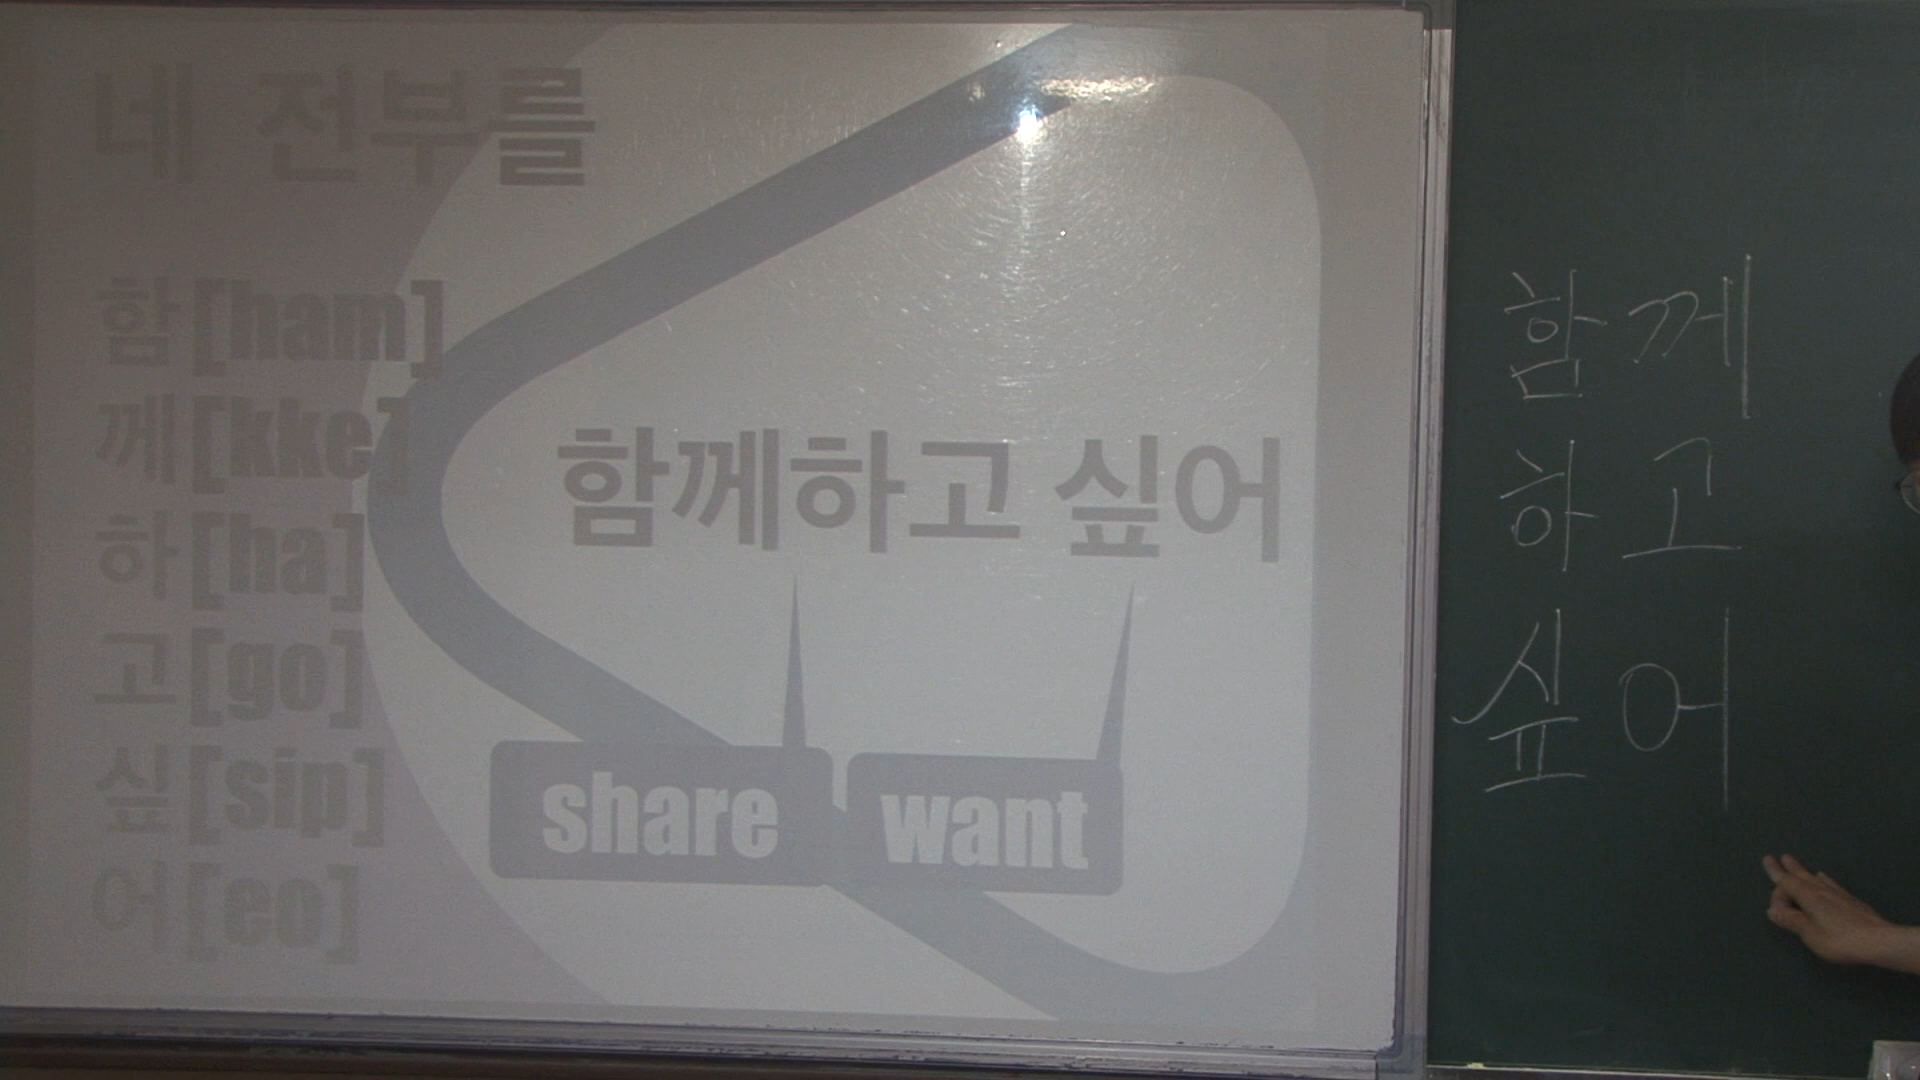 네 전부를
함[ham]
께[kke]
하[ha]
고[go]
싶[sip]
어[eo]
함께하고 싶어
share want
함께
하고
싶어